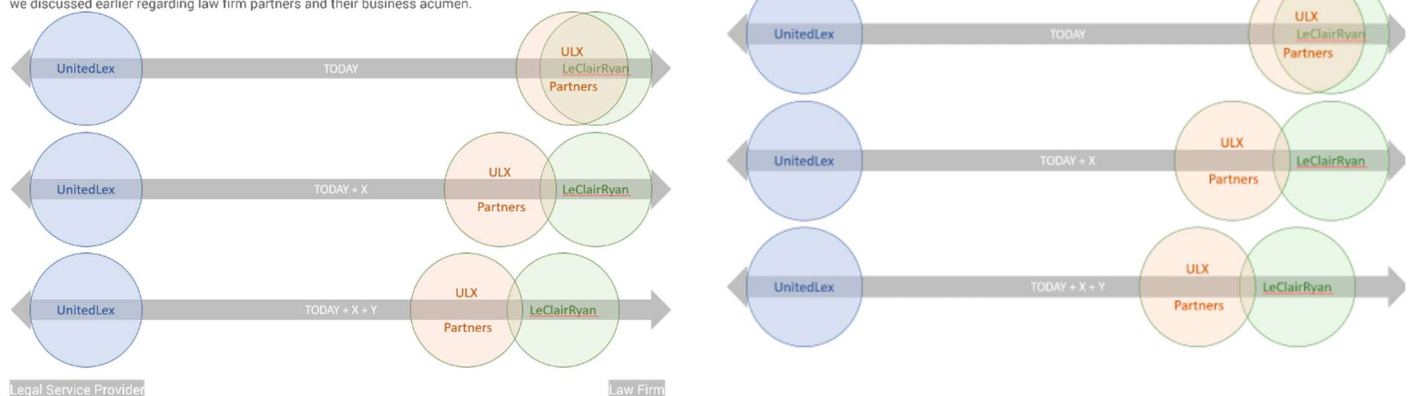 we discussed earlier regarding law firm partners and their business acumen.
UnitedLex
TODAY
ULX
LeClairRyan
Partners
UnitedLex
TODAY + X
ULX
Partners
LeClairRyan
UnitedLex
TODAY + X + Y
ULX
Partners
LeClairRyan
Legal Service Provider
Law Firm
UnitedLex
TODAY
ULX
LeClairRyan
Partners
UnitedLex
TODAY + X
ULX
Partners
LeClairRyan
UnitedLex
TODAY + X + Y
ULX
Partners
LeClairRyan